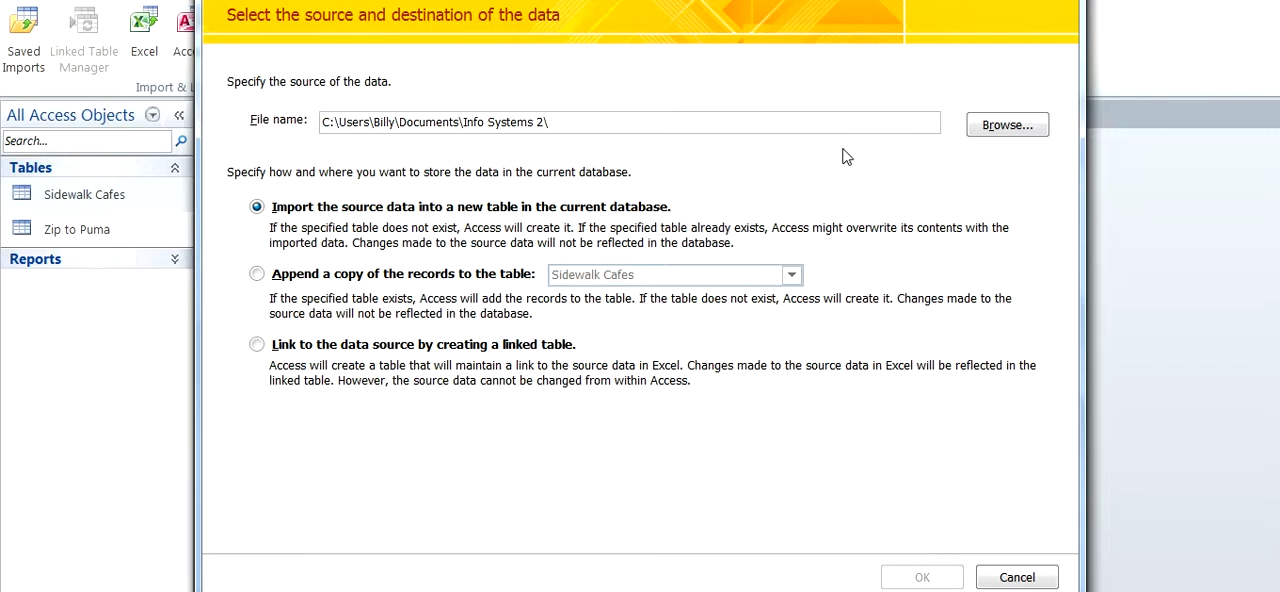 Select the source and destination of the data
Saved Imports
Linked Table Manager
Excel
Acc
Import & L
All Access Objects
Search...
Tables
Sidewalk Cafes
Zip to Puma
Reports
Specify the source of the data.
File name: C:\Users\Billy\Documents\Info Systems 2\ Browse...
Specify how and where you want to store the data in the current database.
Import the source data into a new table in the current database.
If the specified table does not exist, Access will create it. If the specified table already exists, Access might overwrite its contents with the
imported data. Changes made to the source data will not be reflected in the database.
Append a copy of the records to the table: Sidewalk Cafes
If the specified table exists, Access will add the records to the table. If the table does not exist, Access will create it. Changes made to the
source data will not be reflected in the database.
Link to the data source by creating a linked table.
Access will create a table that will maintain a link to the source data in Excel. Changes made to the source data in Excel will be reflected in the
linked table. However, the source data cannot be changed from within Access.
OK Cancel